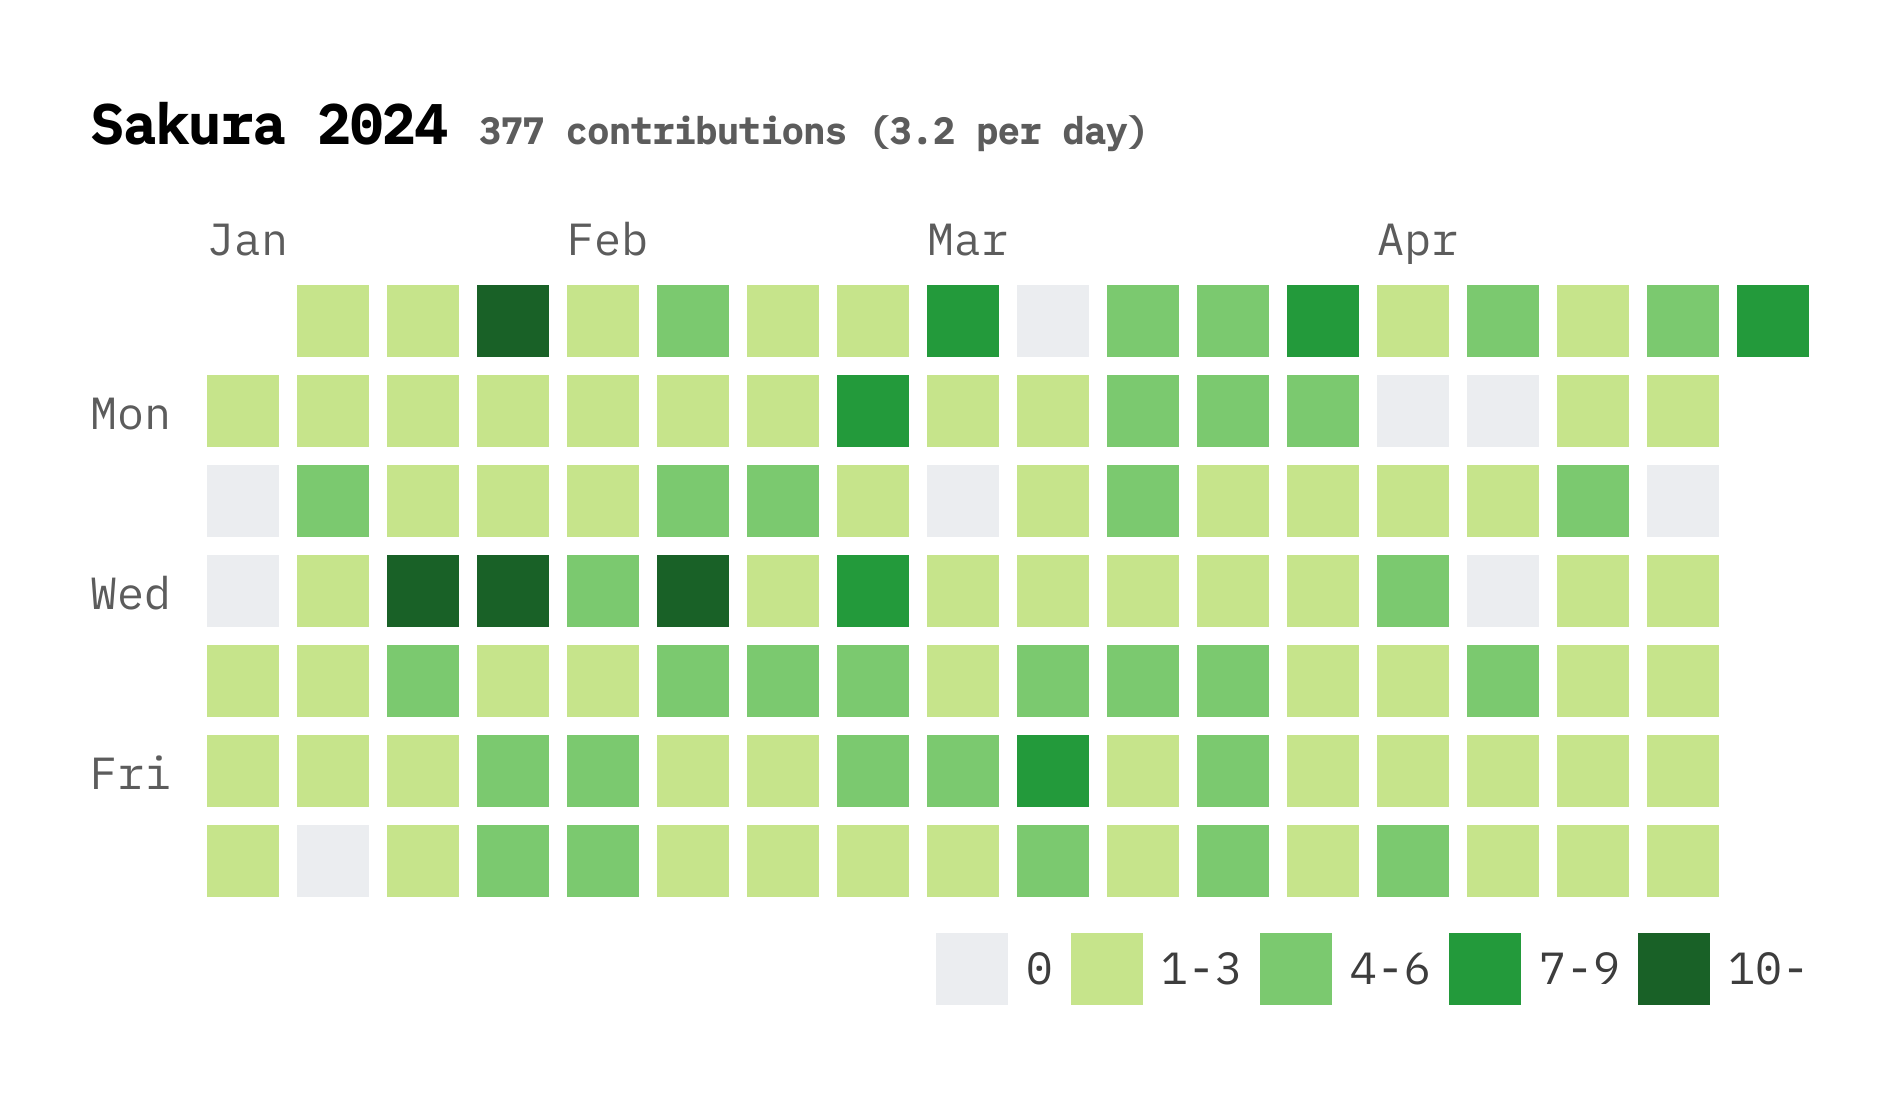 Sakura 2024 377 contributions (3.2 per day)
Jan Feb Mar Apr
Mon
Wed
Fri
0 1-3 4-6 7-9 10-